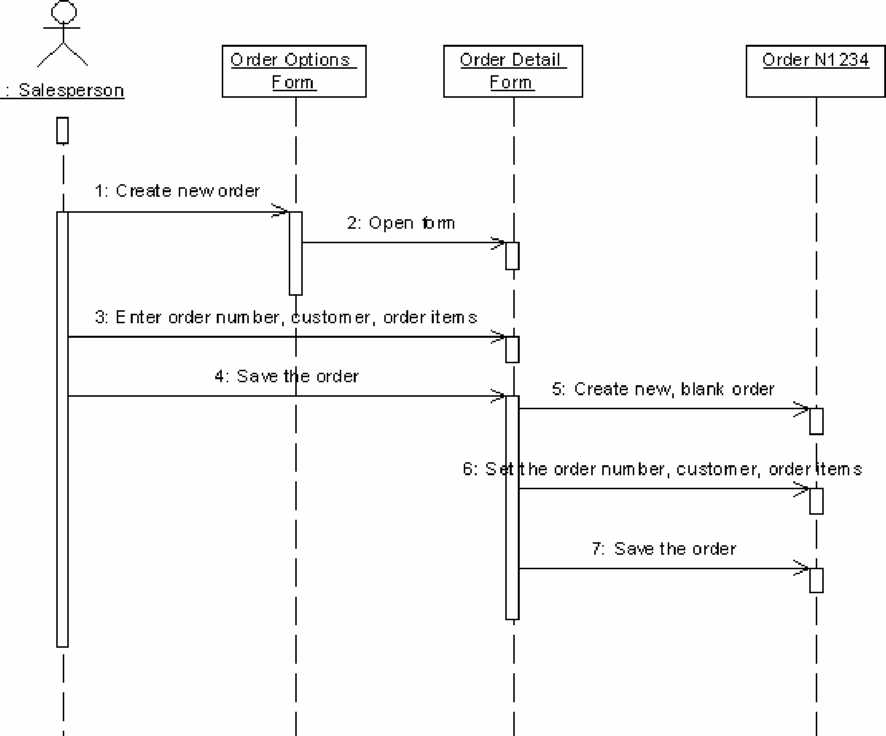 Order Options
Form
Order Detail
Form
Order N1234
: Salesperson
1: Create new order
2: Open form
3: Enter order number, customer, order items
4: Save the order
5: Create new, blank order
6: Set the order number, customer, order items
7: Save the order